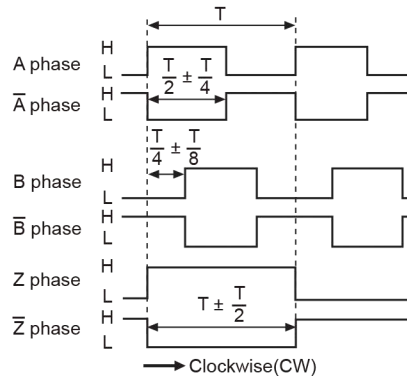 T
H
A phase
L
T/2 ± T/4
H
A̅ phase
L
T/4 ± T/8
H
B phase
L
H
B̅ phase
L
H
Z phase
L
T ± T/2
H
Z̅ phase
L
Clockwise(CW)